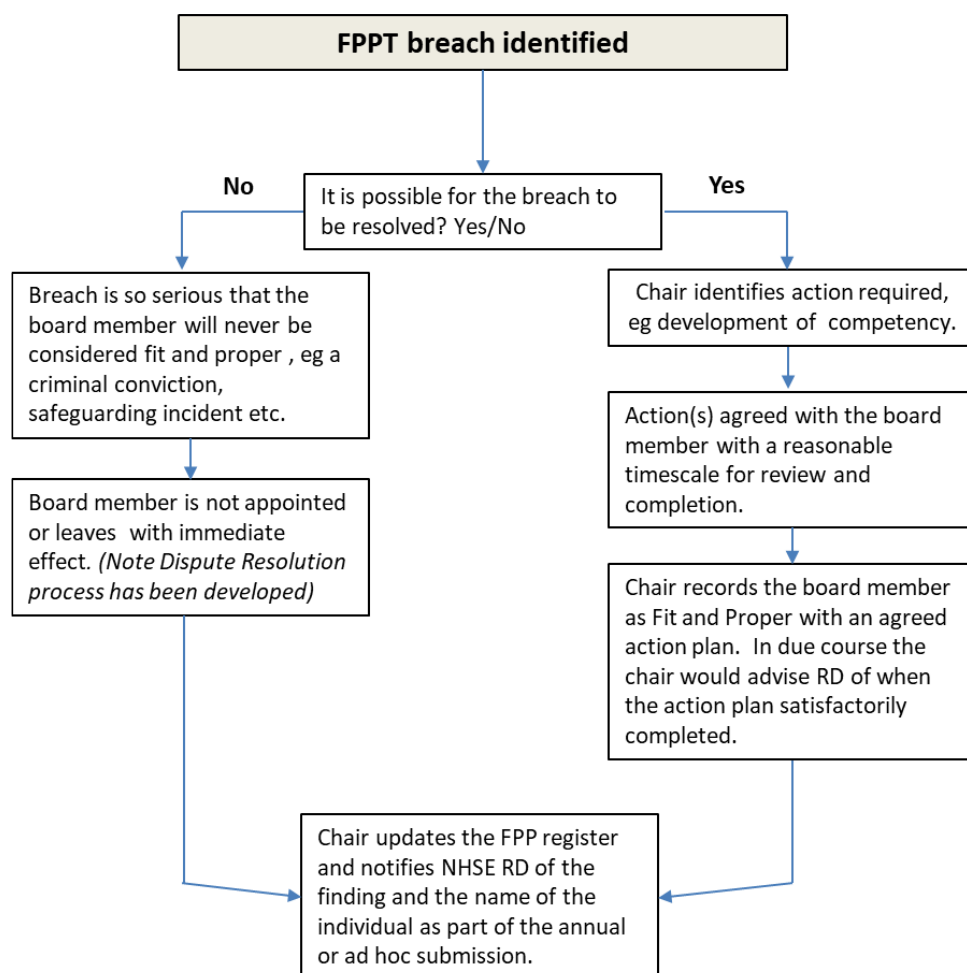 FPPT breach identified
No
It is possible for the breach to
be resolved? Yes/No
Yes
Breach is so serious that the
board member will never be
considered fit and proper , eg a
criminal conviction,
safeguarding incident etc.
Board member is not appointed
or leaves with immediate
effect. (Note Dispute Resolution
process has been developed)
Chair identifies action required,
eg development of competency.
Action(s) agreed with the board
member with a reasonable
timescale for review and
completion.
Chair records the board member
as Fit and Proper with an agreed
action plan. In due course the
chair would advise RD of when
the action plan satisfactorily
completed.
Chair updates the FPP register
and notifies NHSE RD of the
finding and the name of the
individual as part of the annual
or ad hoc submission.